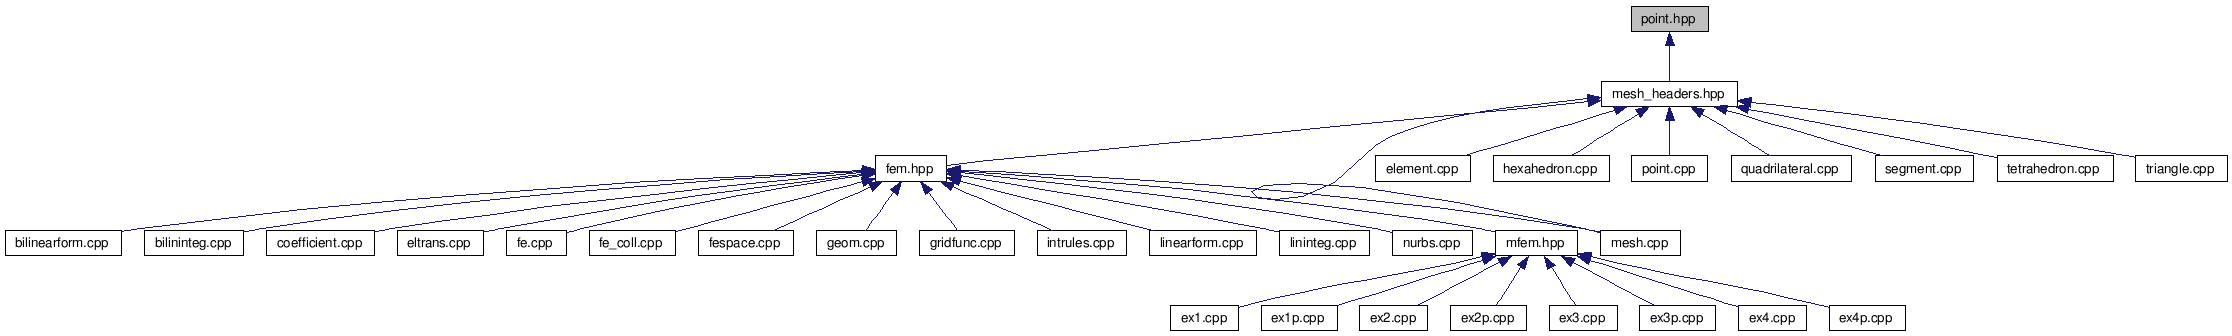 point.hpp
mesh_headers.hpp
fem.hpp
element.cpp
hexahedron.cpp
point.cpp
quadrilateral.cpp
segment.cpp
tetrahedron.cpp
triangle.cpp
bilinearform.cpp
bilininteg.cpp
coefficient.cpp
eltrans.cpp
fe.cpp
fe_coll.cpp
fespace.cpp
geom.cpp
gridfunc.cpp
intrules.cpp
linearform.cpp
lininteg.cpp
nurbs.cpp
mfem.hpp
mesh.cpp
ex1.cpp
ex1p.cpp
ex2.cpp
ex2p.cpp
ex3.cpp
ex3p.cpp
ex4.cpp
ex4p.cpp